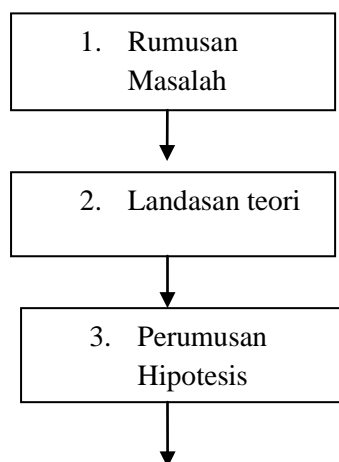 1. Rumusan
Masalah
2. Landasan teori
3. Perumusan
Hipotesis